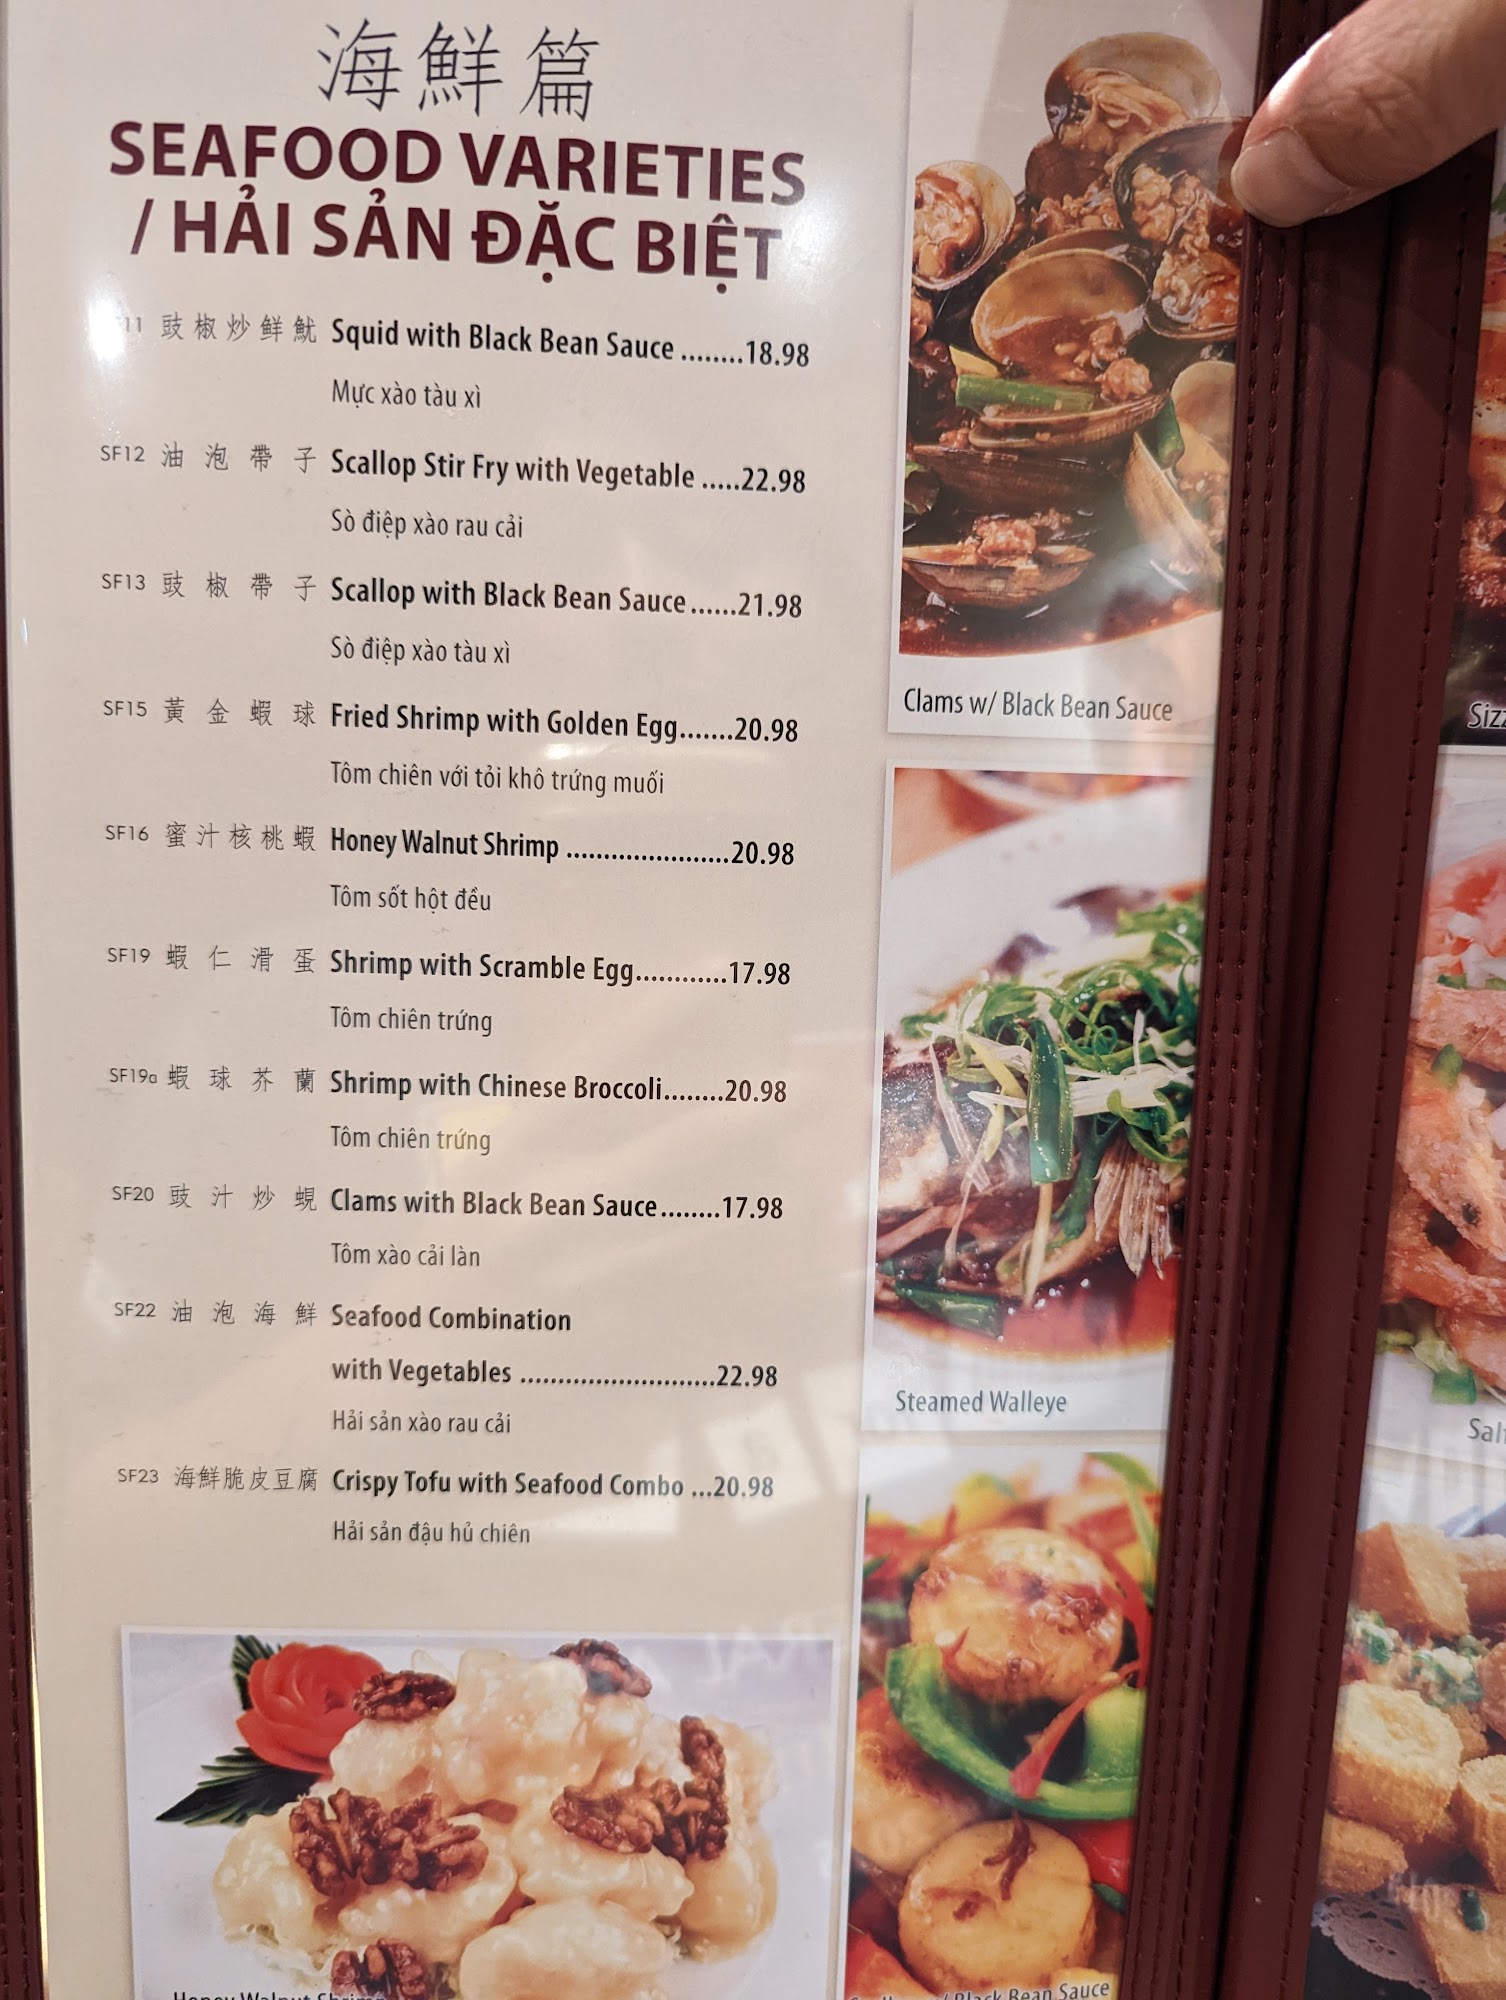 海鮮篇
SEAFOOD VARIETIES
/ HẢI SẢN ĐẶC BIỆT
11 豉椒炒鮮魷 Squid with Black Bean Sauce ........18.98
Mực xào tàu xì
SF12 油泡帶子 Scallop Stir Fry with Vegetable .....22.98
Sò điệp xào rau cải
SF13 豉椒帶子 Scallop with Black Bean Sauce......21.98
Sò điệp xào tàu xì
SF15 黃金蝦球 Fried Shrimp with Golden Egg.......20.98
Tôm chiên với tỏi khô trứng muối
SF16 蜜汁核桃蝦 Honey Walnut Shrimp ......................20.98
Tôm sốt hột đều
SF19 蝦仁滑蛋 Shrimp with Scramble Egg............17.98
Tôm chiên trứng
SF19a 蝦球芥蘭 Shrimp with Chinese Broccoli........20.98
Tôm chiên trứng
SF20 豉汁炒蜆 Clams with Black Bean Sauce........17.98
Tôm xào cải làn
SF22 油泡海鮮 Seafood Combination
with Vegetables ..........................22.98
Hải sản xào rau cải
SF23 海鮮脆皮豆腐 Crispy Tofu with Seafood Combo ...20.98
Hải sản đậu hủ chiên
Clams w/ Black Bean Sauce
Steamed Walleye
Honey Walnut Shrimp
Black Bean Sauce